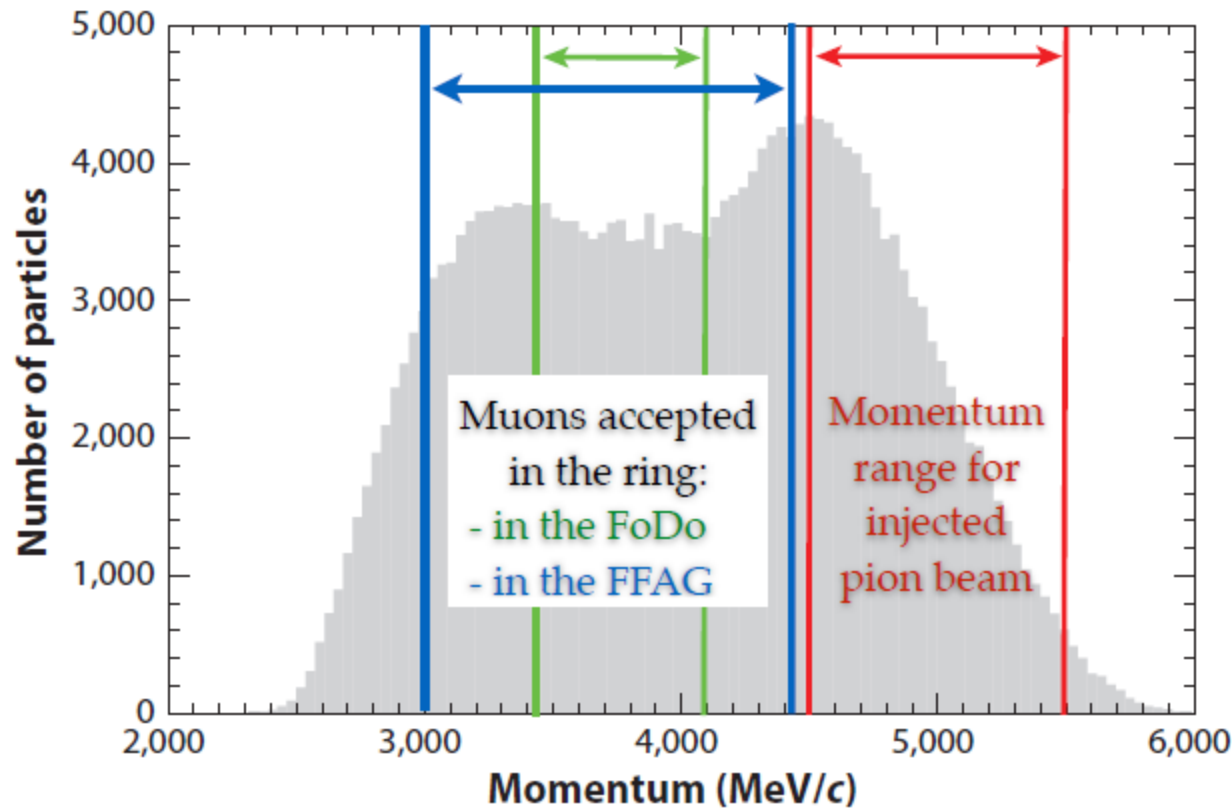 5,000
4,000
3,000
2,000
1,000
0
Number of particles
Muons accepted
in the ring:
- in the FoDo
- in the FFAG
Momentum
range for
injected
pion beam
2,000 3,000 4,000 5,000 6,000
Momentum (MeV/c)